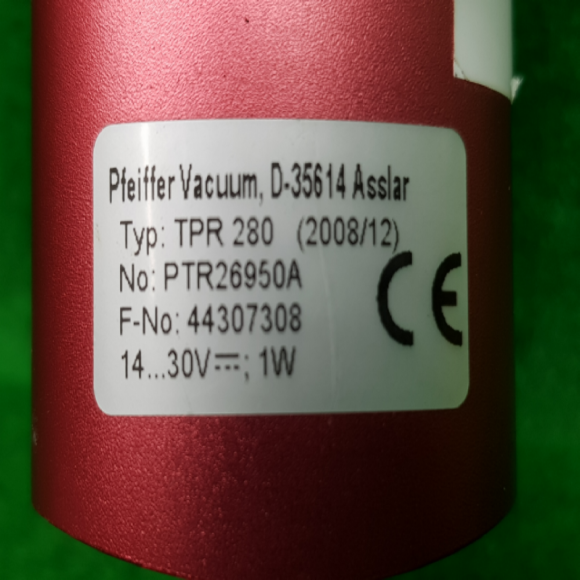 Pfeiffer Vacuum, D-35614 Asslar
Typ: TPR 280 (2008/12)
No: PTR26950A
F-No: 44307308
14...30V⎓; 1W
CE